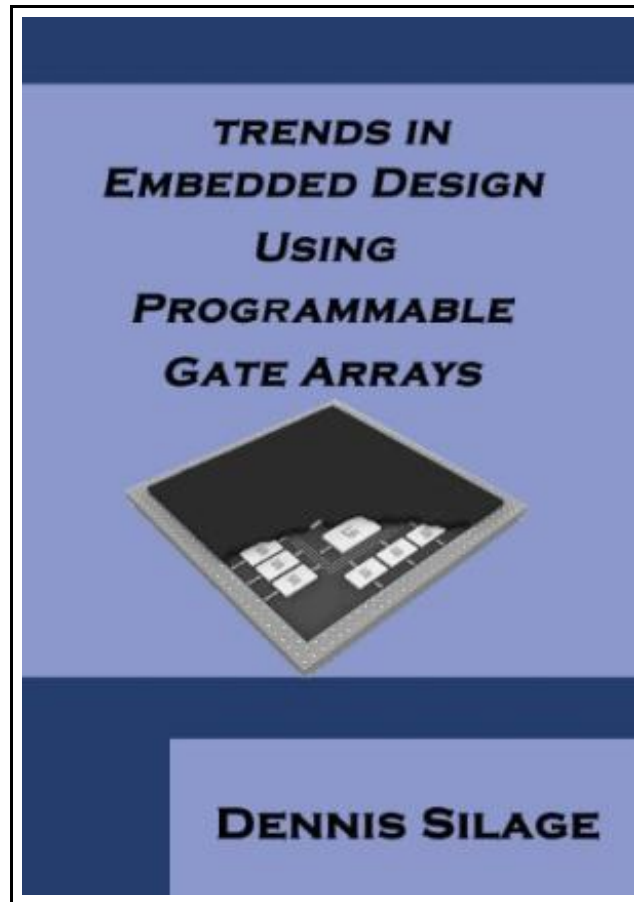 TRENDS IN
EMBEDDED DESIGN
USING
PROGRAMMABLE
GATE ARRAYS
DENNIS SILAGE